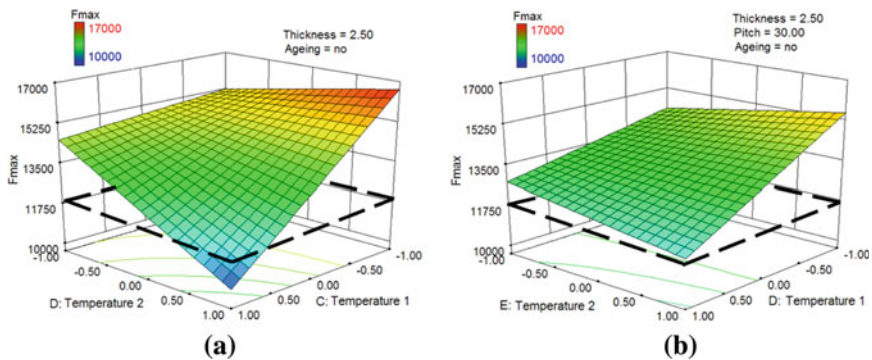 Fmax
17000
10000
Thickness = 2.50
Ageing = no
17000
15250
13500
11750
10000
Fmax
-1.00
-0.50
0.00
0.50
1.00
D: Temperature 2
-1.00
-0.50
0.00
0.50
1.00
C: Temperature 1
(a)
Fmax
17000
10000
Thickness = 2.50
Pitch = 30.00
Ageing = no
17000
15250
13500
11750
10000
Fmax
-1.00
-0.50
0.00
0.50
1.00
E: Temperature 2
-1.00
-0.50
0.00
0.50
1.00
D: Temperature 1
(b)